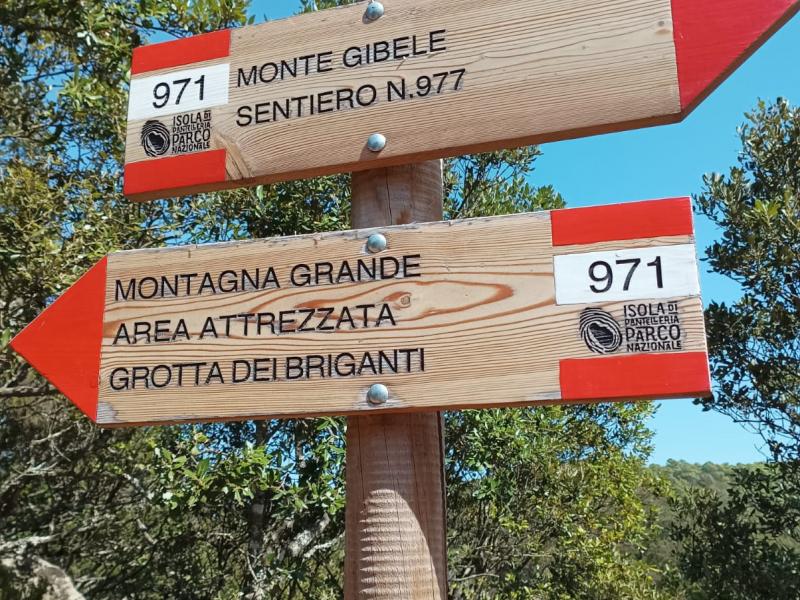 971
MONTE GIBELE
SENTIERO N.977
ISOLA DI
PANTELLERIA
PARCO
NAZIONALE
MONTAGNA GRANDE
AREA ATTREZZATA
GROTTA DEI BRIGANTI
971
ISOLA DI
PANTELLERIA
PARCO
NAZIONALE